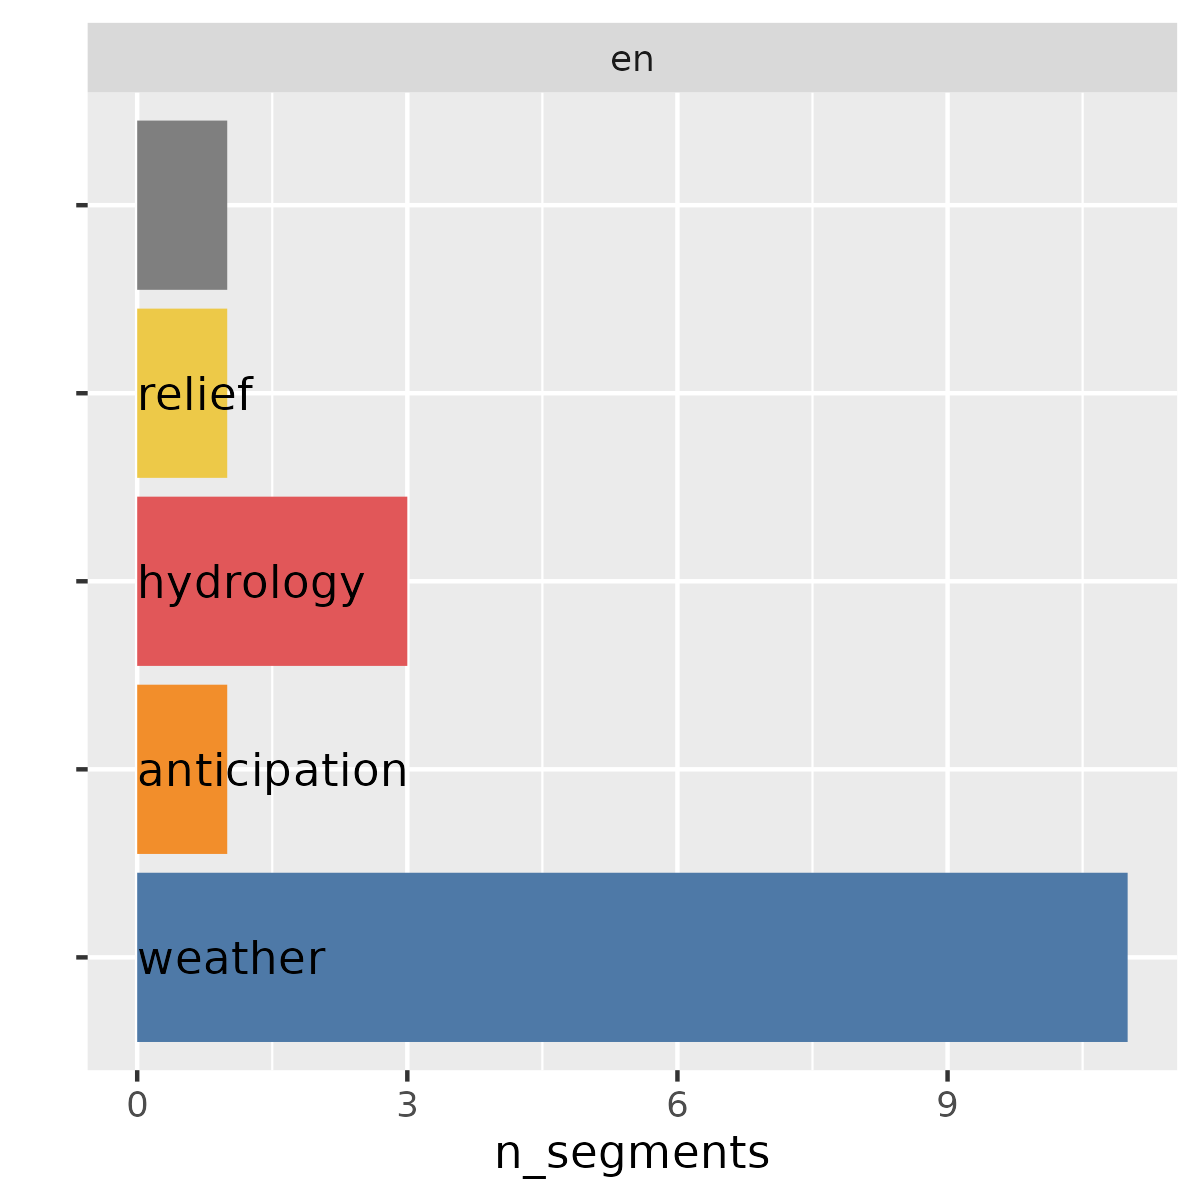 en
relief
hydrology
anticipation
weather
0 3 6 9
n_segments